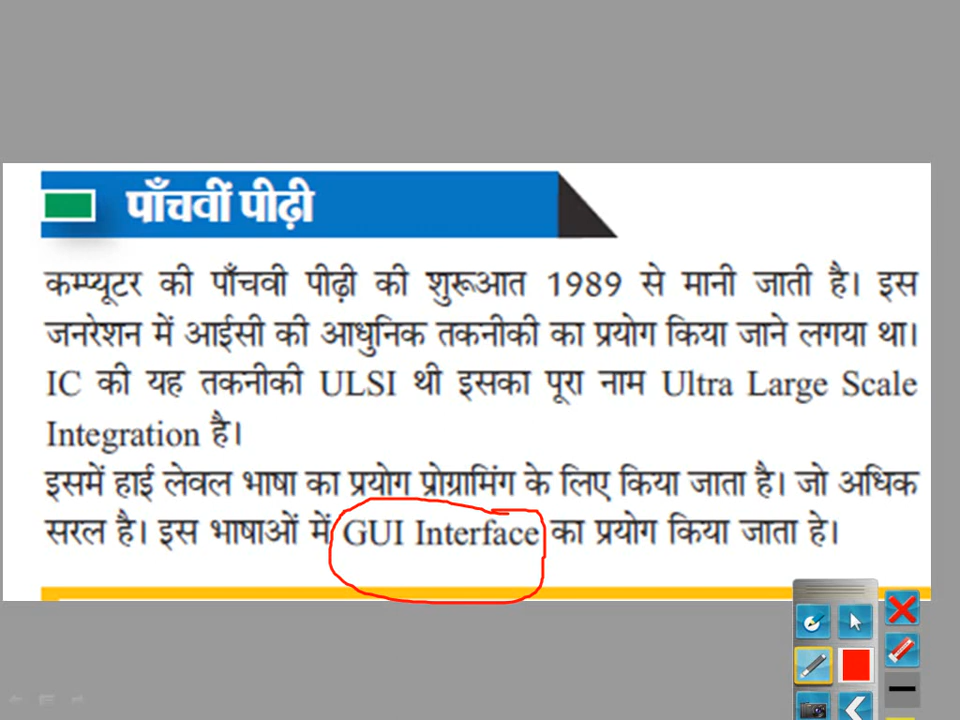 पाँचवीं पीढ़ी
कम्प्यूटर की पाँचवी पीढ़ी की शुरूआत 1989 से मानी जाती है। इस
जनरेशन में आईसी की आधुनिक तकनीकी का प्रयोग किया जाने लगया था।
IC की यह तकनीकी ULSI थी इसका पूरा नाम Ultra Large Scale
Integration है।
इसमें हाई लेवल भाषा का प्रयोग प्रोग्रामिंग के लिए किया जाता है। जो अधिक
सरल है। इस भाषाओं में GUI Interface का प्रयोग किया जाता हे।